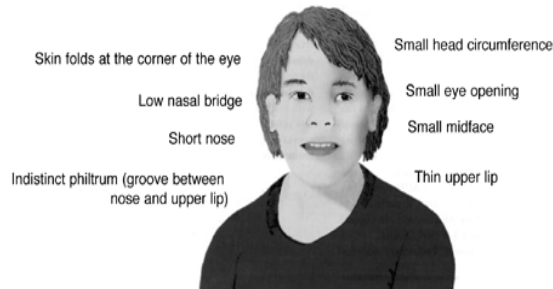 Skin folds at the corner of the eye
Low nasal bridge
Short nose
Indistinct philtrum (groove between
nose and upper lip)
Small head circumference
Small eye opening
Small midface
Thin upper lip